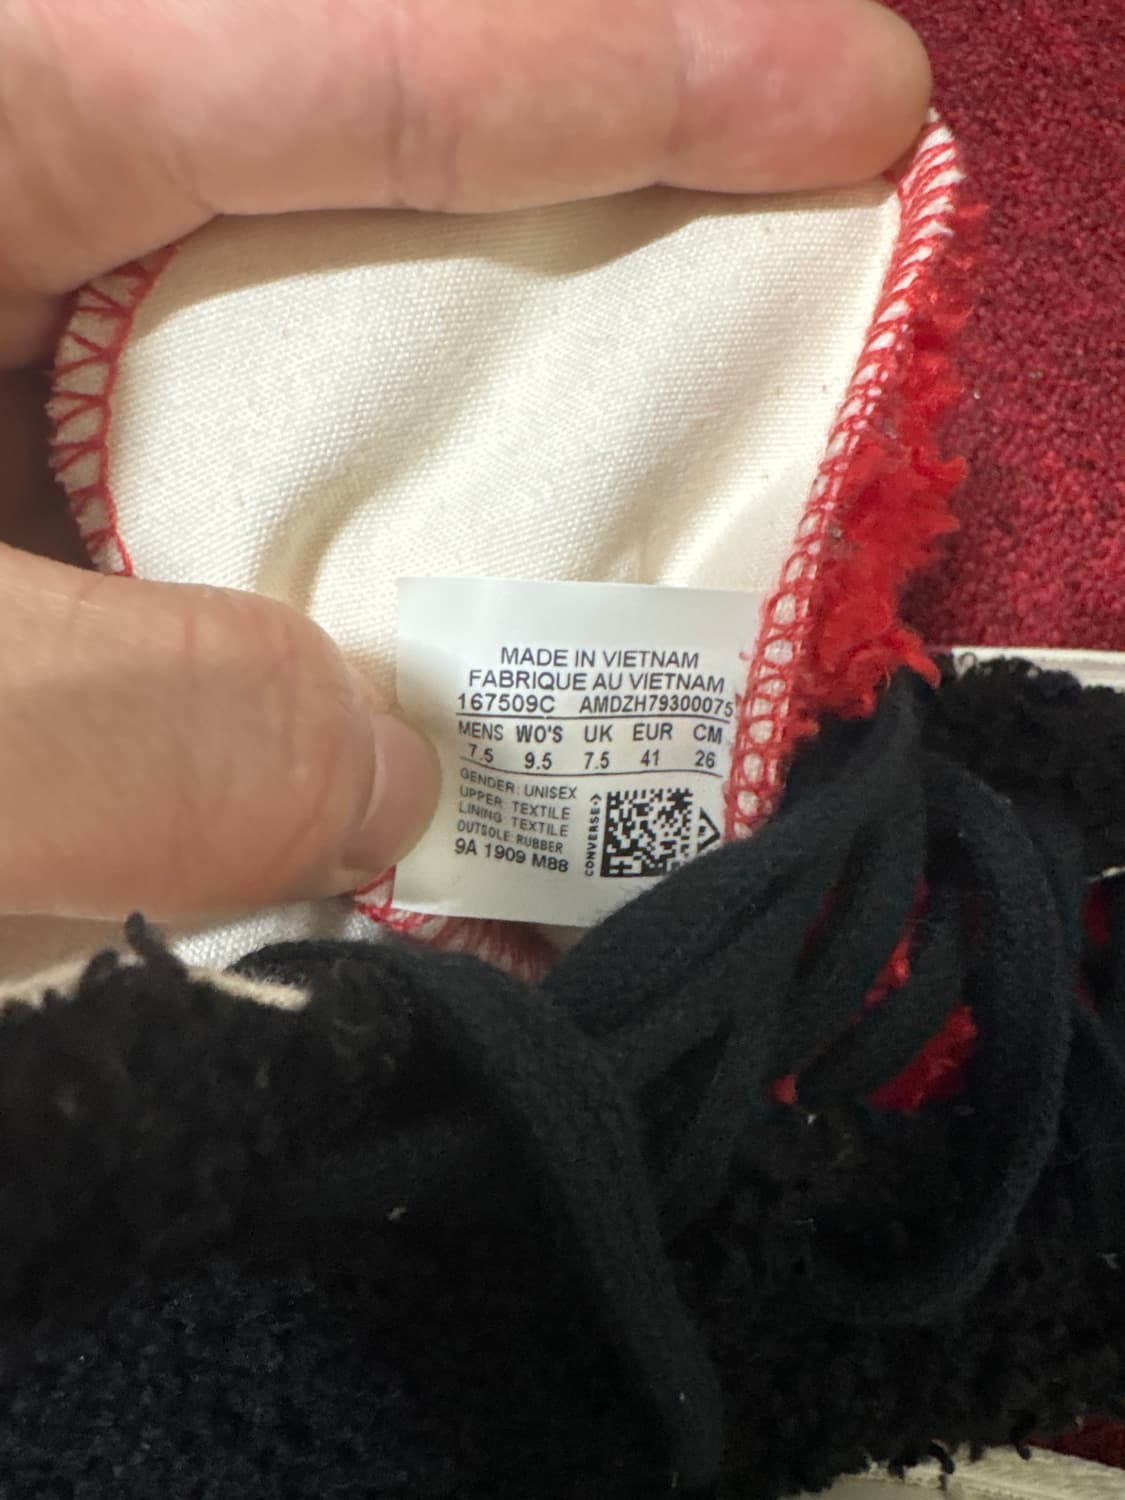 MADE IN VIETNAM
FABRIQUE AU VIETNAM
167509C AMDZH79300075
MENS WO'S UK EUR CM
7.5 9.5 7.5 41 26
GENDER: UNISEX
UPPER: TEXTILE
LINING: TEXTILE
OUTSOLE: RUBBER
9A 1909 M88
CONVERSE